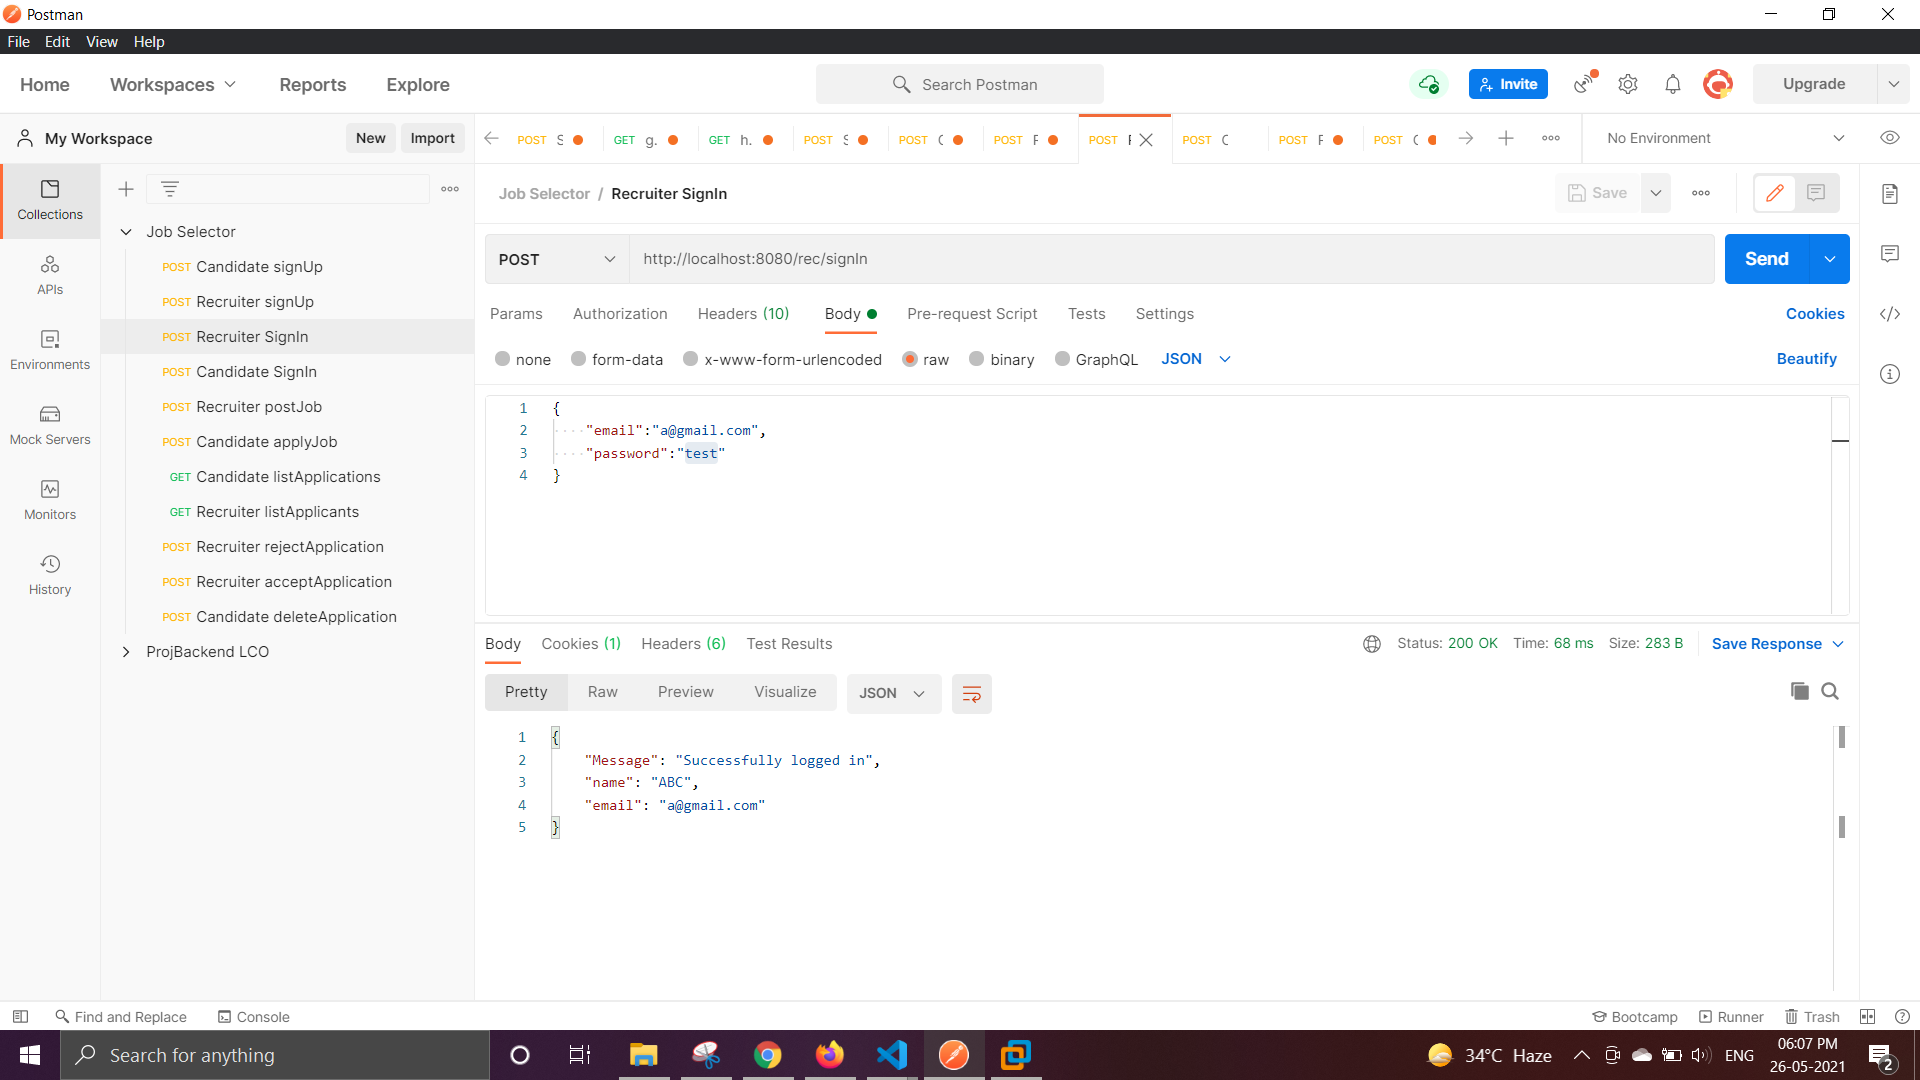 Postman
File Edit View Help
Home Workspaces Reports Explore Search Postman Invite Upgrade
My Workspace New Import POST GET g. GET h. POST POST POST POST POST POST POST No Environment
Collections
APIs
Environments
Mock Servers
Monitors
History
Job Selector
POST Candidate signUp
POST Recruiter signUp
POST Recruiter SignIn
POST Candidate SignIn
POST Recruiter postJob
POST Candidate applyJob
GET Candidate listApplications
GET Recruiter listApplicants
POST Recruiter rejectApplication
POST Recruiter acceptApplication
POST Candidate deleteApplication
ProjBackend LCO
Job Selector / Recruiter SignIn Save
POST http://localhost:8080/rec/signIn Send
Params Authorization Headers (10) Body Pre-request Script Tests Settings Cookies
none form-data x-www-form-urlencoded raw binary GraphQL JSON Beautify
1 {
2 "email":"a@gmail.com",
3 "password":"test"
4 }
Body Cookies (1) Headers (6) Test Results Status: 200 OK Time: 68 ms Size: 283 B Save Response
Pretty Raw Preview Visualize JSON
1 {
2 "Message": "Successfully logged in",
3 "name": "ABC",
4 "email": "a@gmail.com"
5 }
Find and Replace Console Bootcamp Runner Trash
Search for anything 34°C Haze ENG 06:07 PM
26-05-2021 2